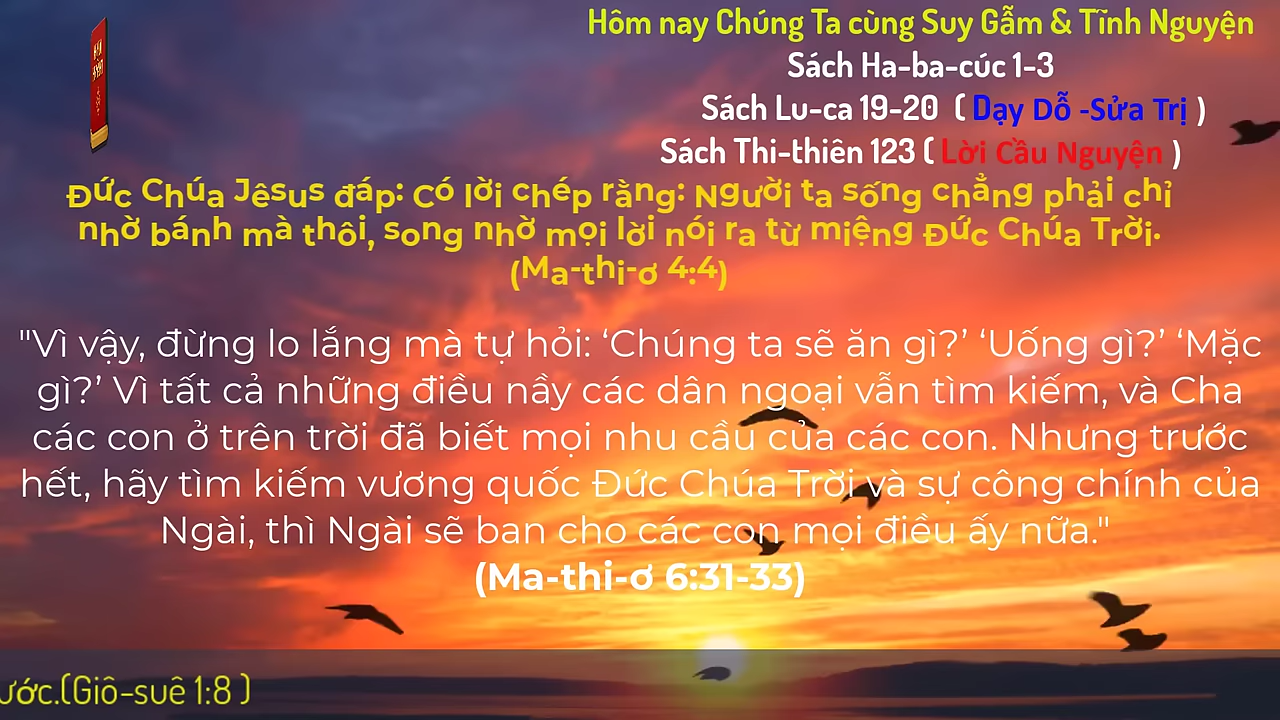 Hôm nay Chúng Ta cùng Suy Gẫm & Tĩnh Nguyện
Sách Ha-ba-cúc 1-3
Sách Lu-ca 19-20 ( Dạy Dỗ -Sửa Trị )
Sách Thi-thiên 123 ( Lời Cầu Nguyện )
Đức Chúa Jêsus đáp: Có lời chép rằng: Người ta sống chẳng phải chỉ
nhờ bánh mà thôi, song nhờ mọi lời nói ra từ miệng Đức Chúa Trời.
(Ma-thi-ơ 4:4)
"Vì vậy, đừng lo lắng mà tự hỏi: ‘Chúng ta sẽ ăn gì?’ ‘Uống gì?’ ‘Mặc
gì?’ Vì tất cả những điều nầy các dân ngoại vẫn tìm kiếm, và Cha
các con ở trên trời đã biết mọi nhu cầu của các con. Nhưng trước
hết, hãy tìm kiếm vương quốc Đức Chúa Trời và sự công chính của
Ngài, thì Ngài sẽ ban cho các con mọi điều ấy nữa."
(Ma-thi-ơ 6:31-33)
ước.(Giô-suê 1:8 )